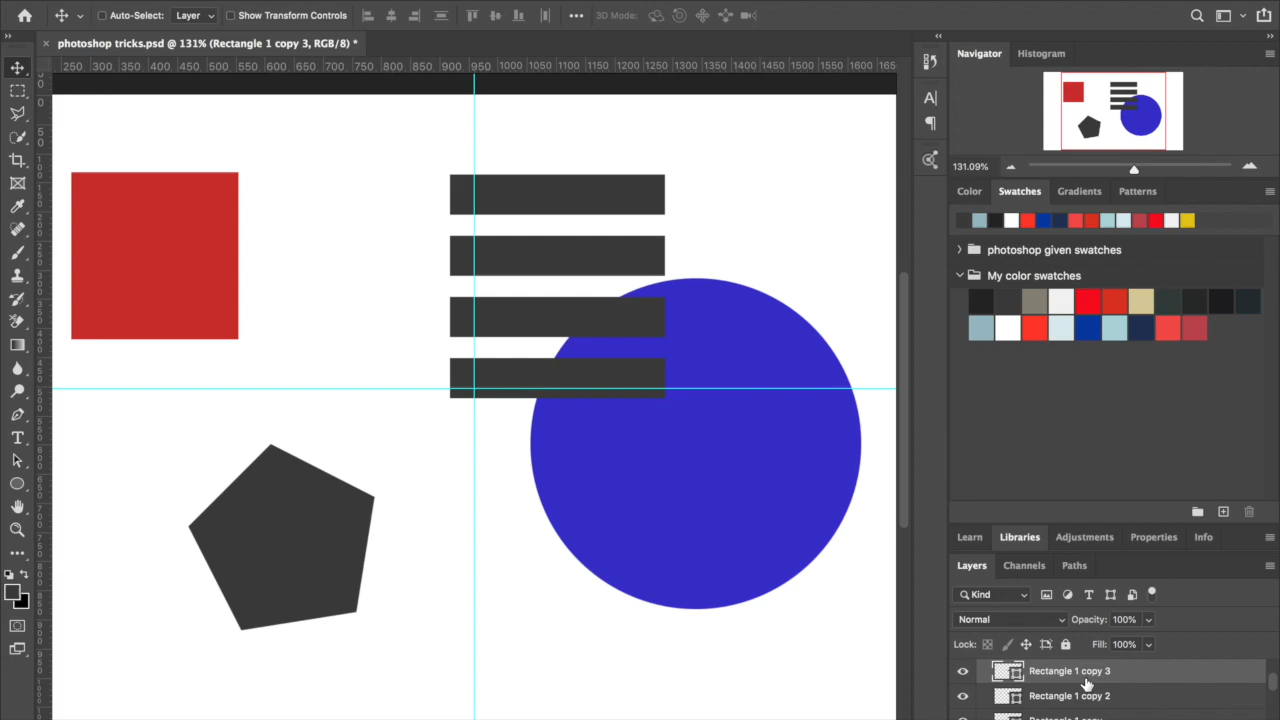 Auto-Select: Layer Show Transform Controls 3D Mode:
photoshop tricks.psd @ 131% (Rectangle 1 copy 3, RGB/8) *
250 300 350 400 450 500 550 600 650 700 750 800 850 900 950 1000 1050 1100 1150 1200 1250 1300 1350 1400 1450 1500 1550 1600 165
Navigator Histogram
131.09%
Color Swatches Gradients Patterns
photoshop given swatches
My color swatches
Learn Libraries Adjustments Properties Info
Layers Channels Paths
Kind
Normal Opacity: 100%
Lock: Fill: 100%
Rectangle 1 copy 3
Rectangle 1 copy 2